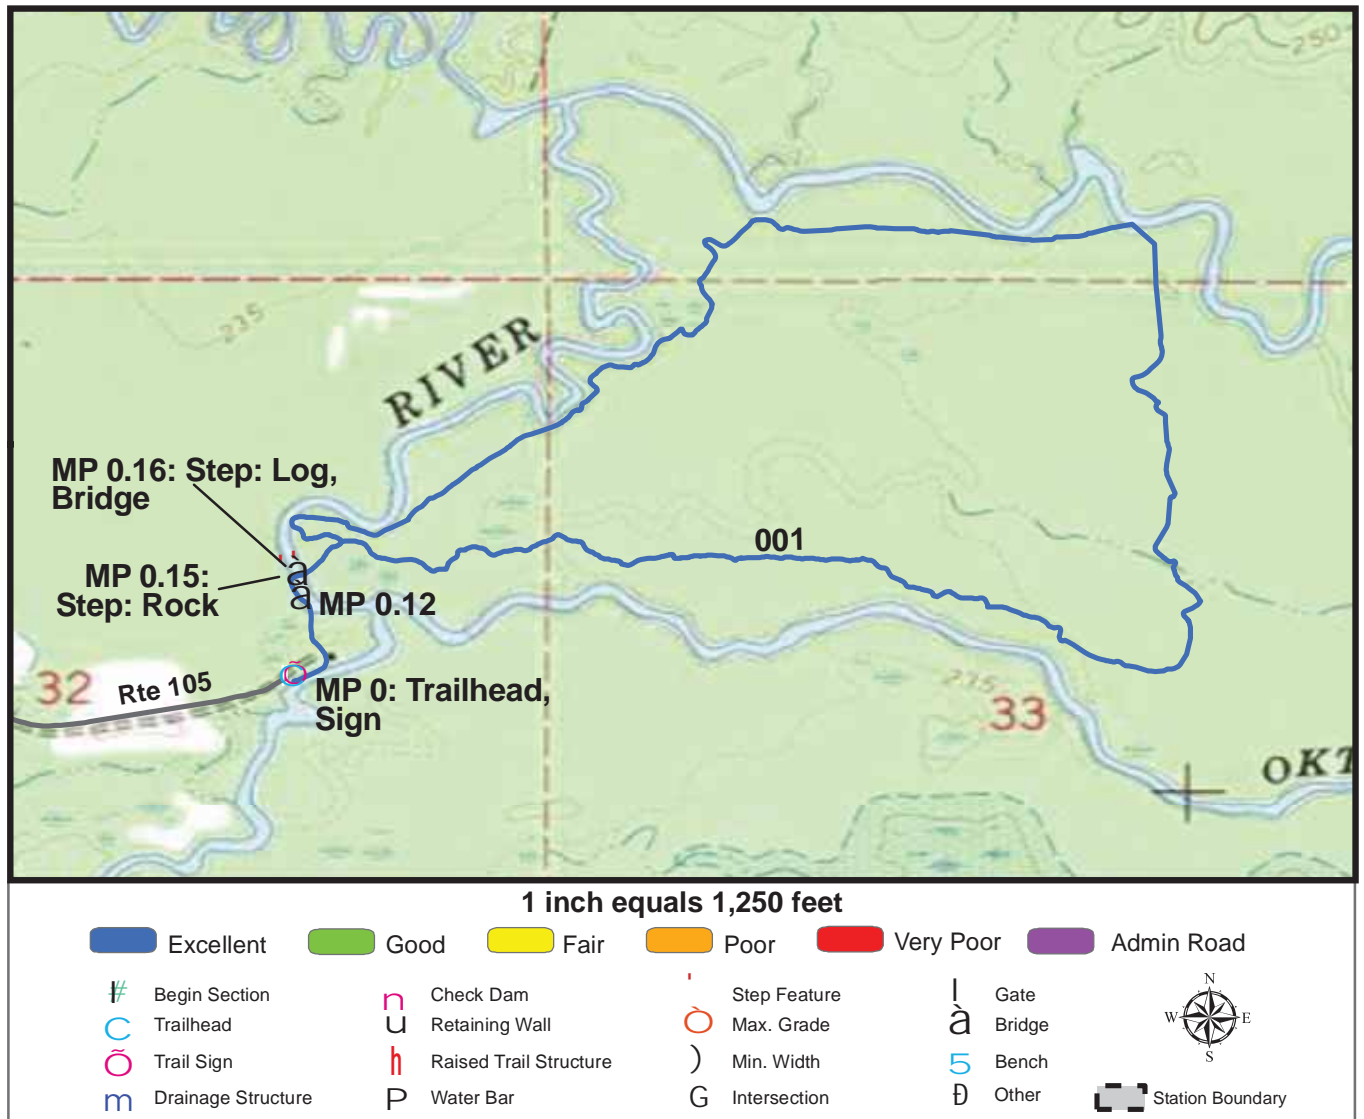 250
235
RIVER
MP 0.16: Step: Log,
Bridge
001
à
MP 0.15:
Step: Rock
à
MP 0.12
32
Rte 105
Õ
MP 0: Trailhead,
Sign
235
33
OKT
1 inch equals 1,250 feet
Excellent
Good
Fair
Poor
Very Poor
Admin Road
# Begin Section
n Check Dam
' Step Feature
l Gate
C Trailhead
u Retaining Wall
Ò Max. Grade
à Bridge
Õ Trail Sign
h Raised Trail Structure
) Min. Width
5 Bench
m Drainage Structure
P Water Bar
G Intersection
Ð Other
Station Boundary
N
W E
S